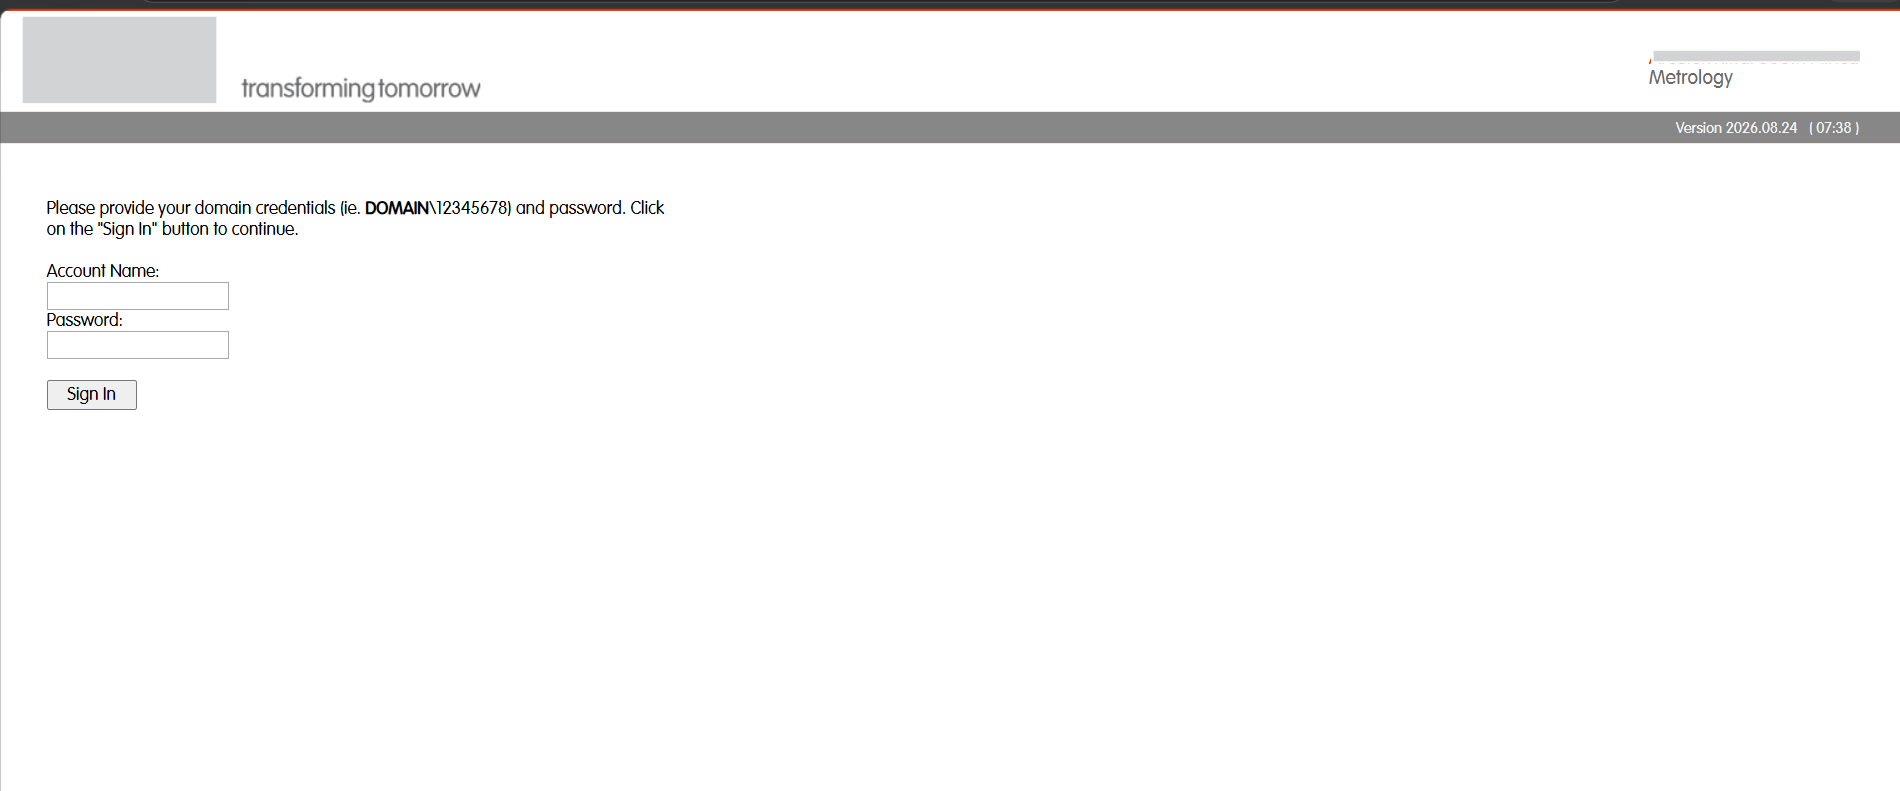 transforming tomorrow
Metrology
Version 2026.08.24 ( 07:38 )
Please provide your domain credentials (ie. DOMAIN\12345678) and password. Click
on the "Sign In" button to continue.
Account Name:
Password:
Sign In